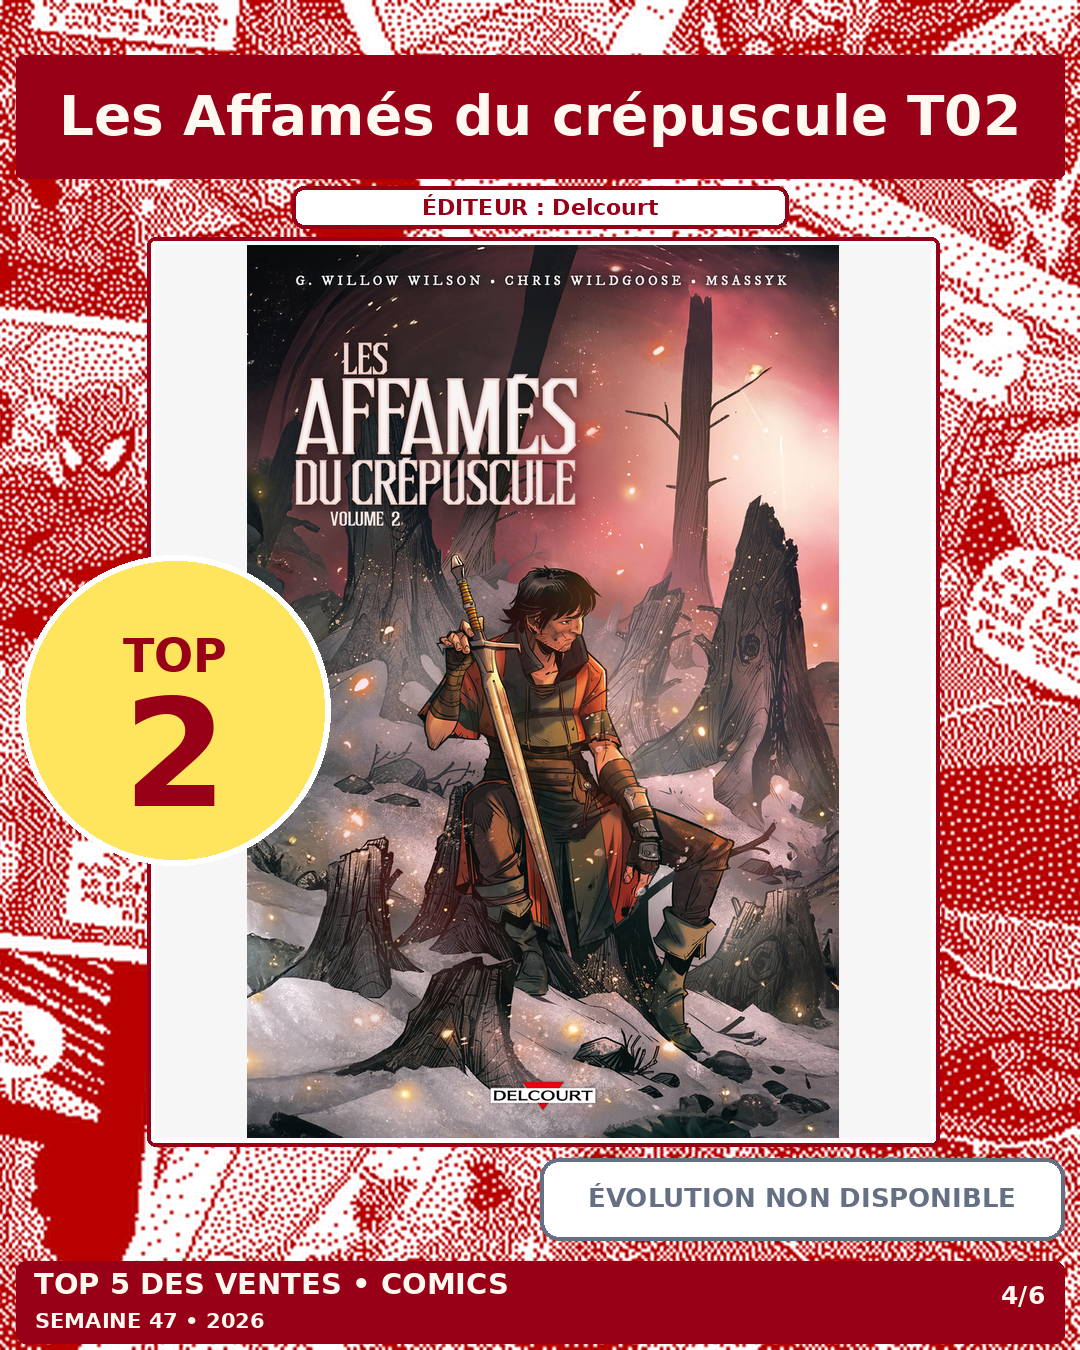 Les Affamés du crépuscule T02
ÉDITEUR : Delcourt
G. WILLOW WILSON • CHRIS WILDGOOSE • MSASSYK
LES
AFFAMÉS
DU CRÉPUSCULE
VOLUME 2
TOP
2
DELCOURT
ÉVOLUTION NON DISPONIBLE
TOP 5 DES VENTES • COMICS
SEMAINE 47 • 2026
4/6